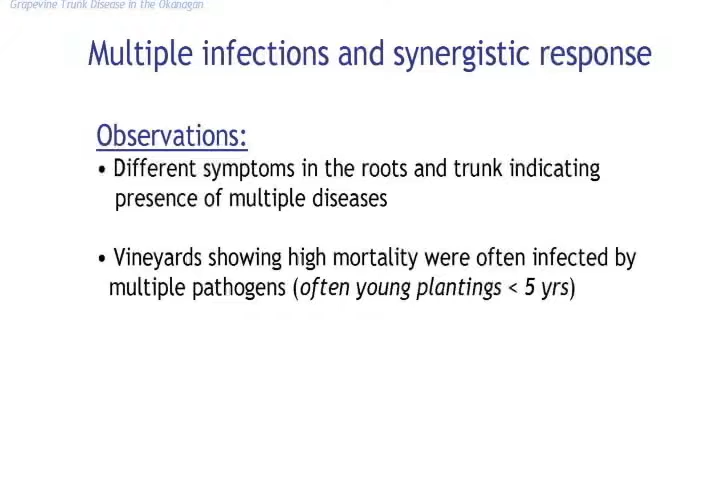 Grapevine Trunk Disease in the Okanagan
Multiple infections and synergistic response
Observations:
• Different symptoms in the roots and trunk indicating
presence of multiple diseases
• Vineyards showing high mortality were often infected by
multiple pathogens (often young plantings < 5 yrs)